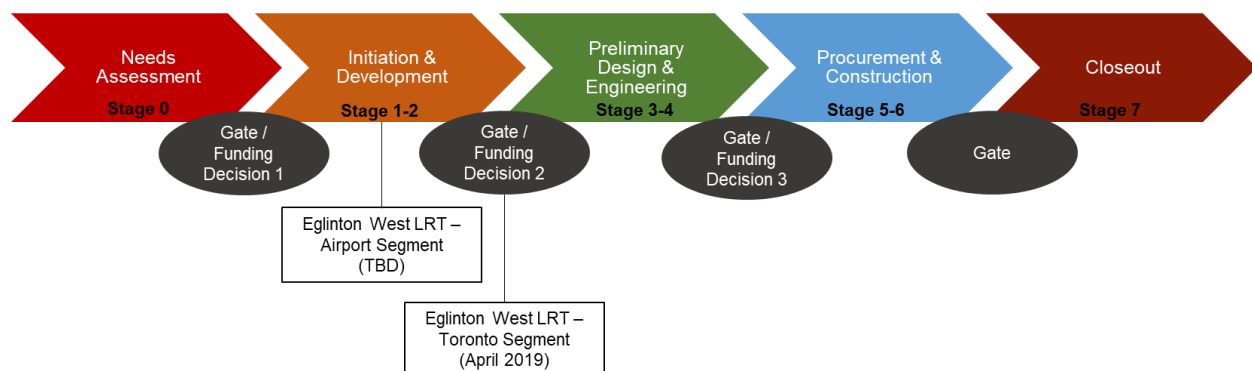 Needs
Assessment
Stage 0
Initiation &
Development
Stage 1-2
Preliminary
Design &
Engineering
Stage 3-4
Procurement &
Construction
Stage 5-6
Closeout
Stage 7
Gate /
Funding
Decision 1
Gate /
Funding
Decision 2
Gate /
Funding
Decision 3
Gate
Eglinton West LRT –
Airport Segment
(TBD)
Eglinton West LRT –
Toronto Segment
(April 2019)